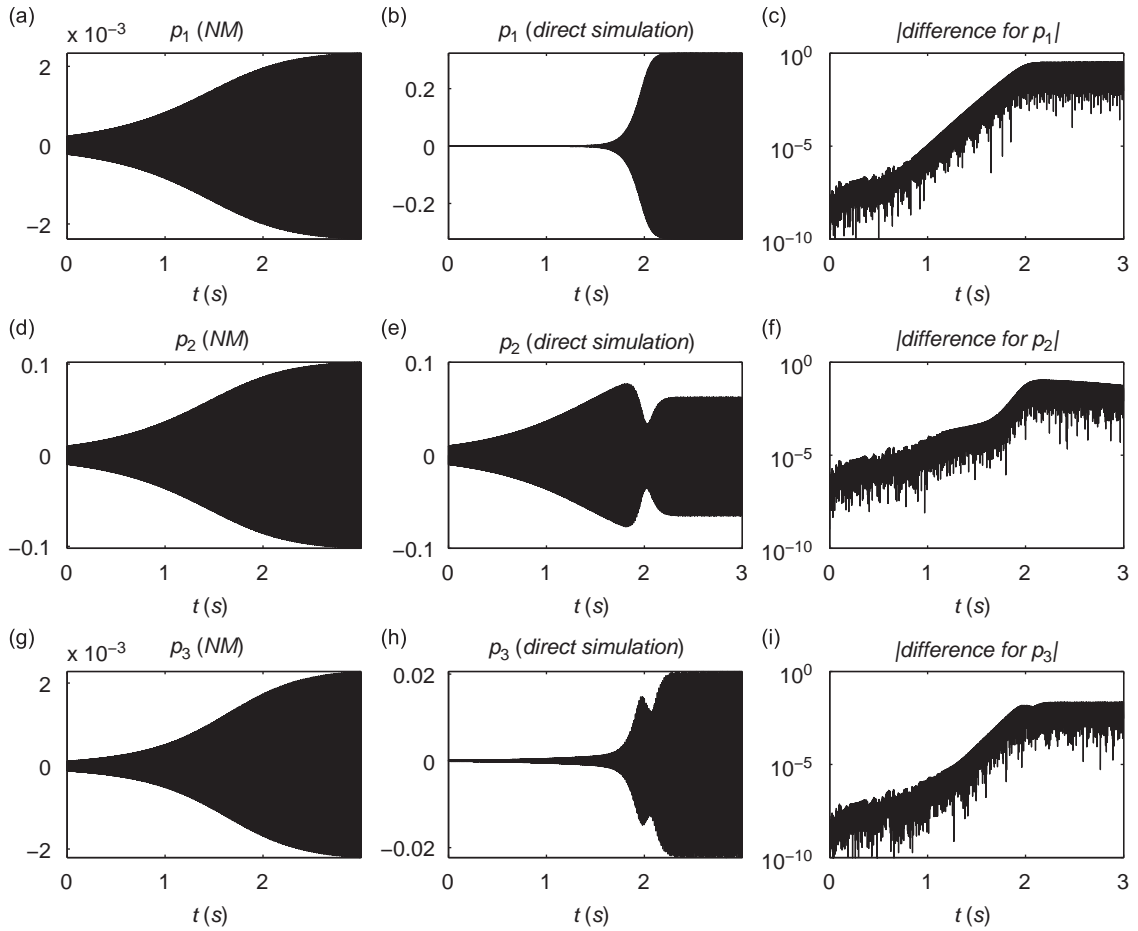 (a)
x 10⁻³
p₁ (NM)
2
0
−2
0 1 2
t (s)
(b)
p₁ (direct simulation)
0.2
0
−0.2
0 1 2 3
t (s)
(c)
|difference for p₁|
10⁰
10⁻⁵
10⁻¹⁰
0 1 2 3
t (s)
(d)
p₂ (NM)
0.1
0
−0.1
0 1 2
t (s)
(e)
p₂ (direct simulation)
0.1
0
−0.1
0 1 2 3
t (s)
(f)
|difference for p₂|
10⁰
10⁻⁵
10⁻¹⁰
0 1 2 3
t (s)
(g)
x 10⁻³
p₃ (NM)
2
0
−2
0 1 2
t (s)
(h)
p₃ (direct simulation)
0.02
0
−0.02
0 1 2 3
t (s)
(i)
|difference for p₃|
10⁰
10⁻⁵
10⁻¹⁰
0 1 2 3
t (s)